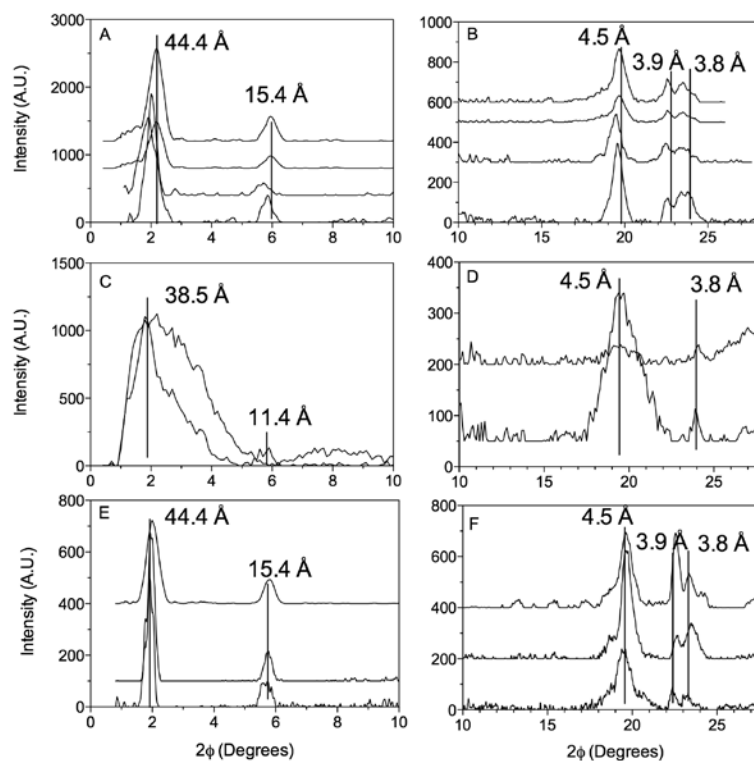 A
44.4 Å
15.4 Å
Intensity (A.U.)
3000
2500
1500
1000
0
0 2 4 6 8 10
B
4.5 Å
3.9 Å
3.8 Å
1000
800
600
400
200
0
10 15 20 25
C
38.5 Å
11.4 Å
Intensity (A.U.)
1500
1000
500
250
0
0 2 4 6 8 10
D
4.5 Å
3.8 Å
400
300
200
100
0
10 15 20 25
E
44.4 Å
15.4 Å
Intensity (A.U.)
800
600
400
200
0
0 2 4 6 8 10
2ϕ (Degrees)
F
4.5 Å
3.9 Å
3.8 Å
800
600
400
200
0
10 15 20 25
2ϕ (Degrees)